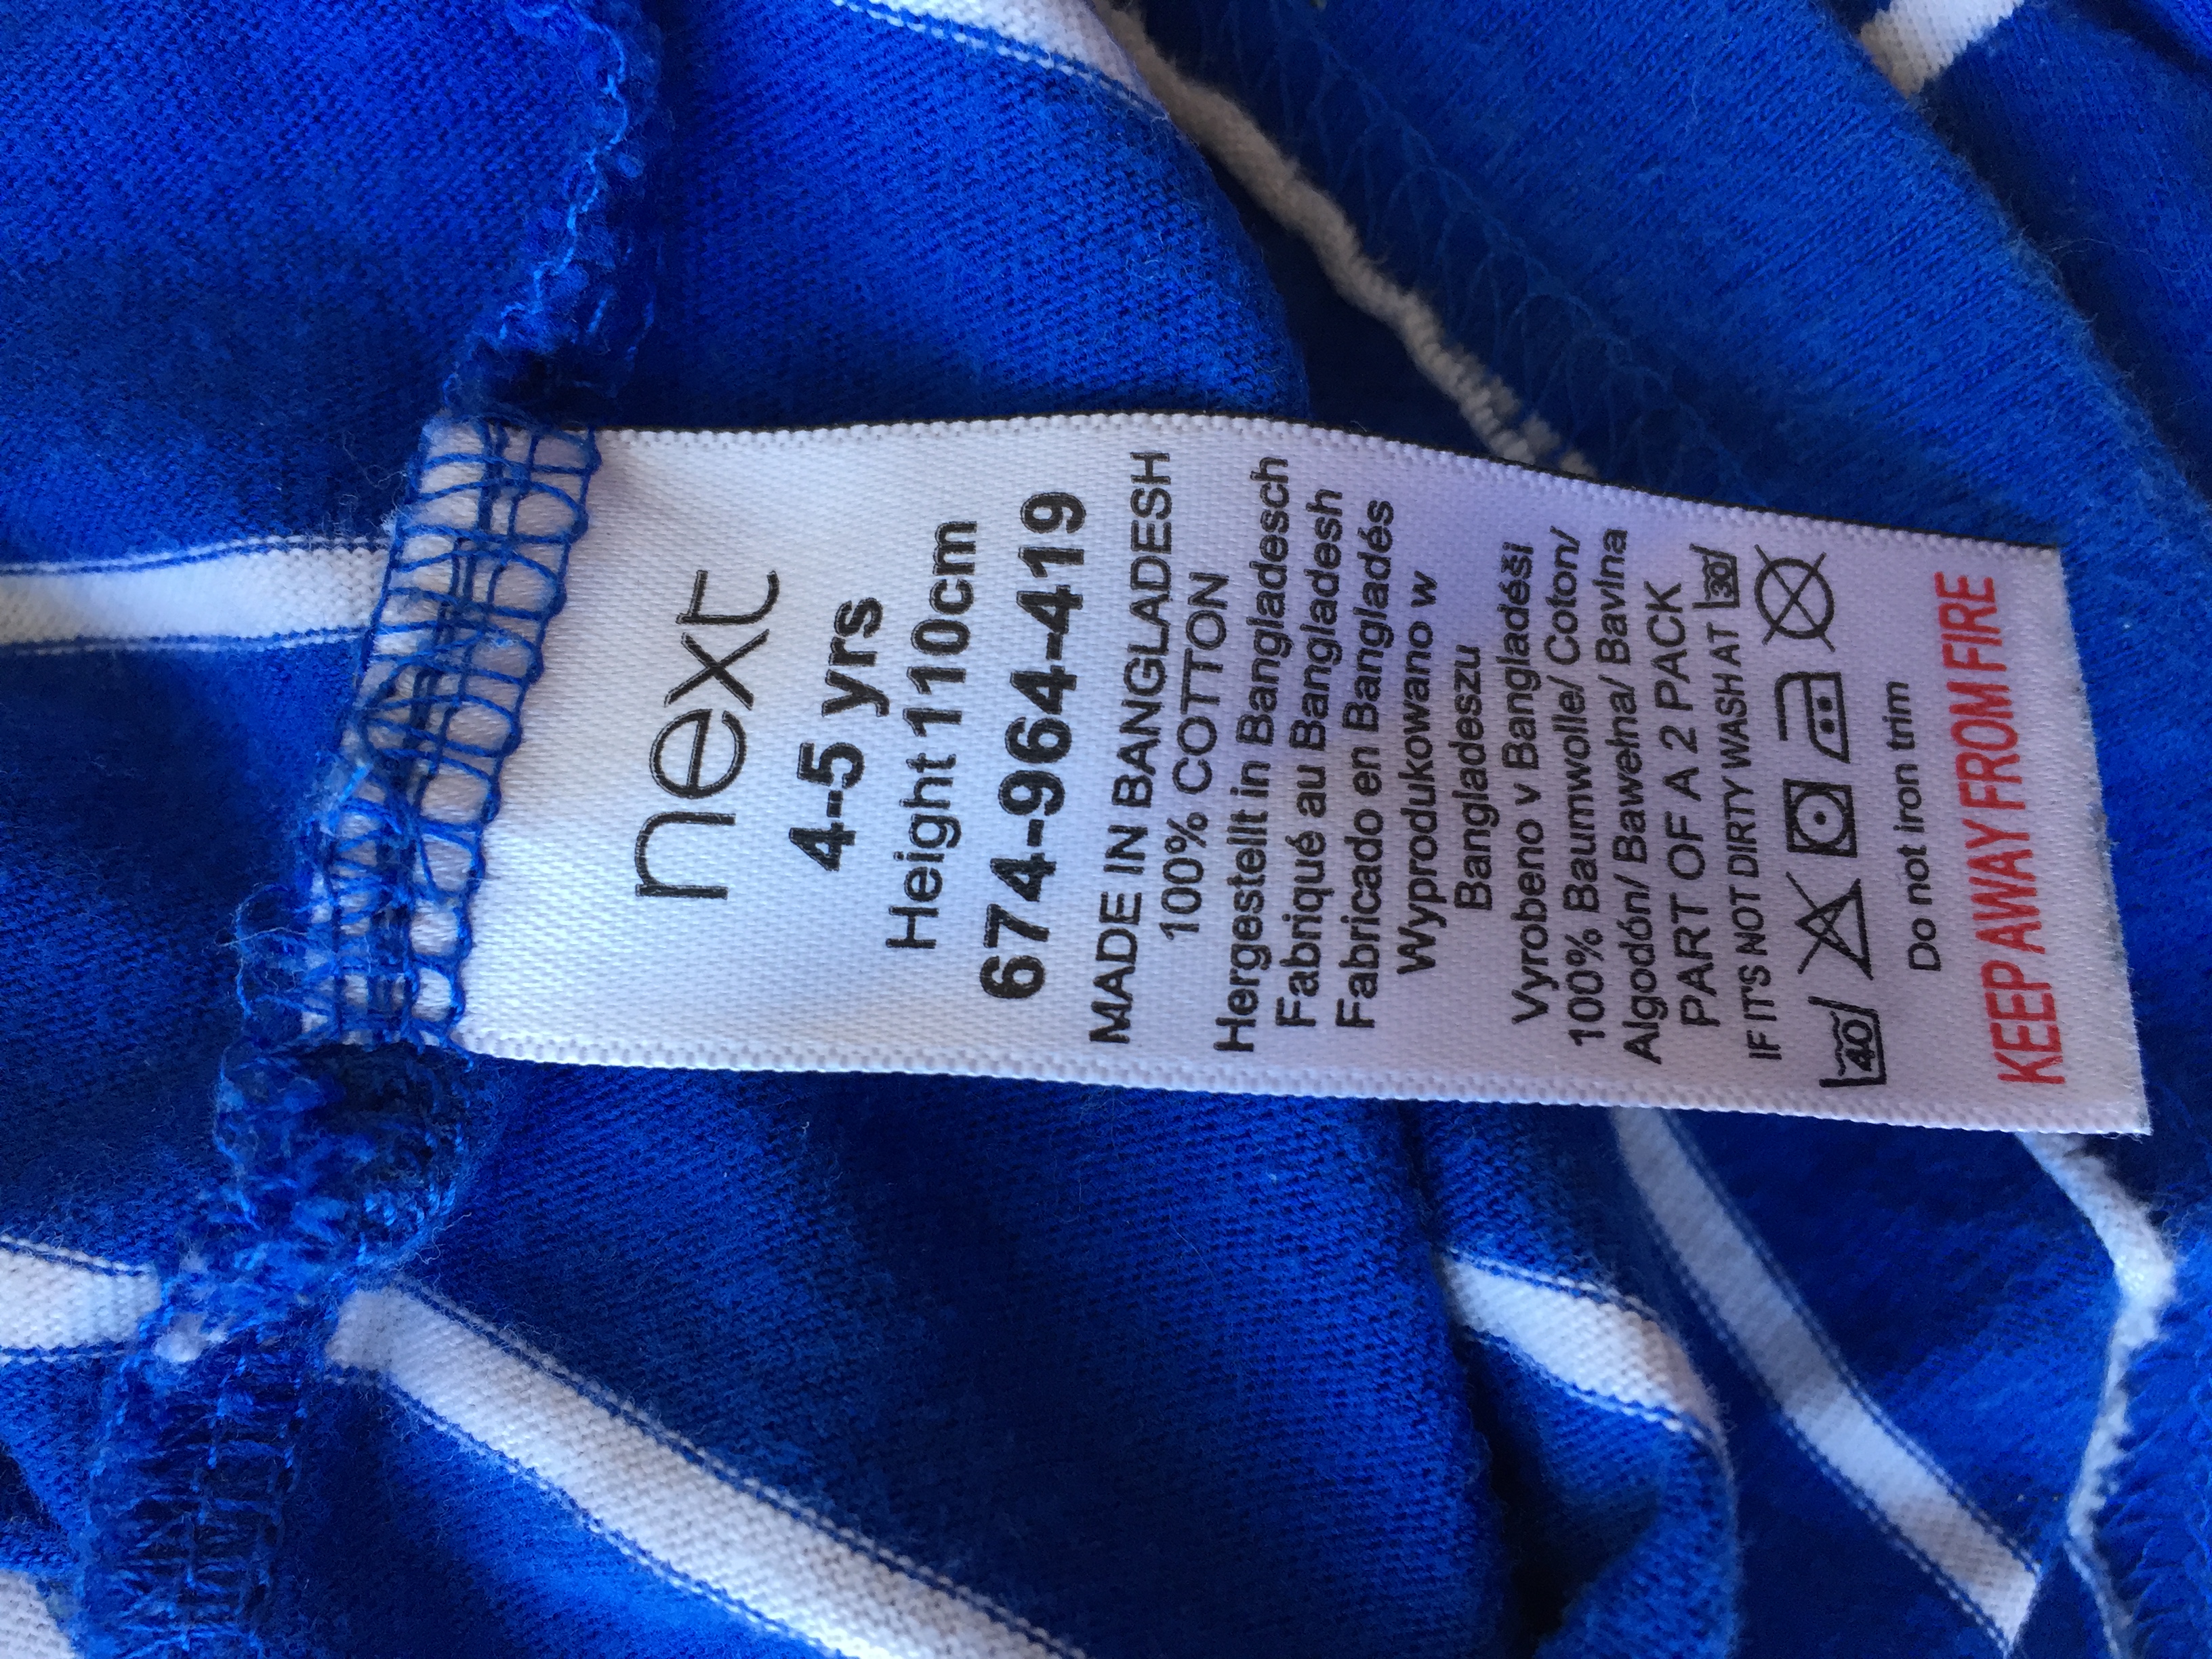 next
4-5 yrs
Height 110cm
674-964-419
MADE IN BANGLADESH
100% COTTON
Hergestellt in Bangladesch
Fabriqué au Bangladesh
Fabricado en Bangladés
Wyprodukowano w
Bangladeszu
Vyrobeno v Bangladéši
100% Baumwolle/ Coton/
Algodón/ Bawełna/ Bavlna
PART OF A 2 PACK
IF IT'S NOT DIRTY WASH AT 30
40
Do not iron trim
KEEP AWAY FROM FIRE